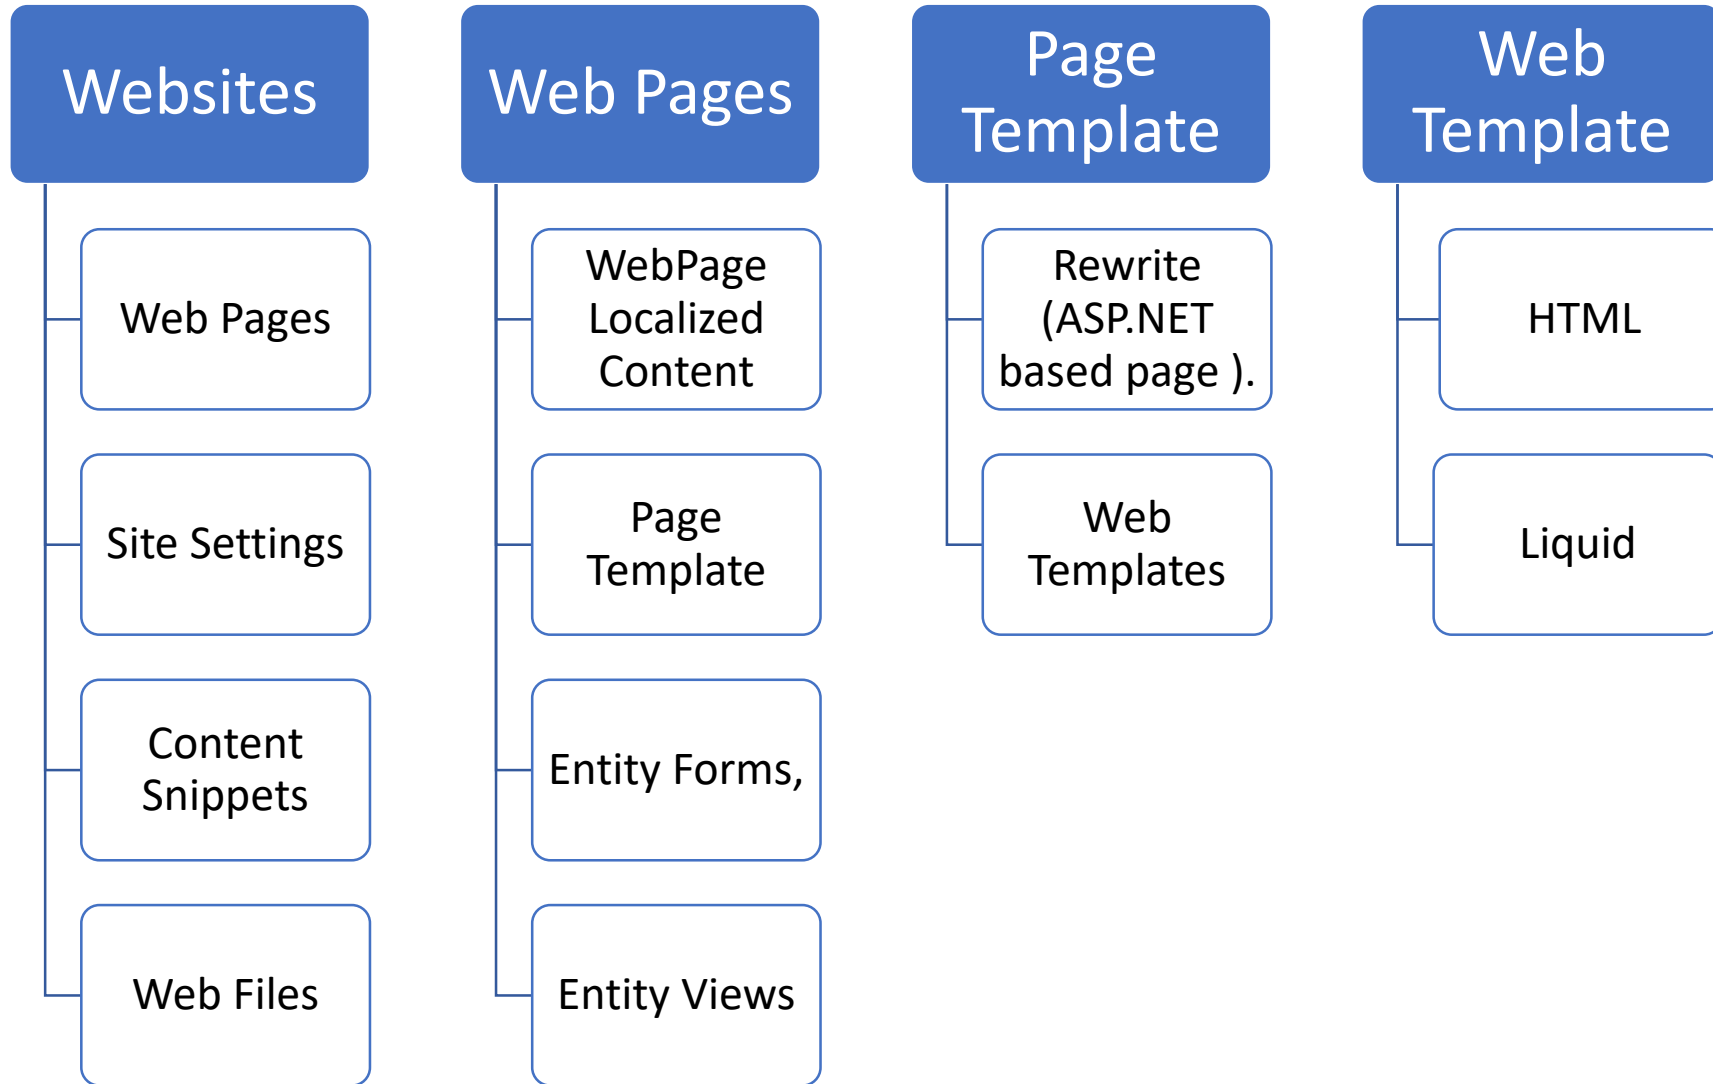 Websites
Web Pages
Site Settings
Content
Snippets
Web Files
Web Pages
WebPage
Localized
Content
Page
Template
Entity Forms,
Entity Views
Page
Template
Rewrite
(ASP.NET
based page ).
Web
Templates
Web
Template
HTML
Liquid